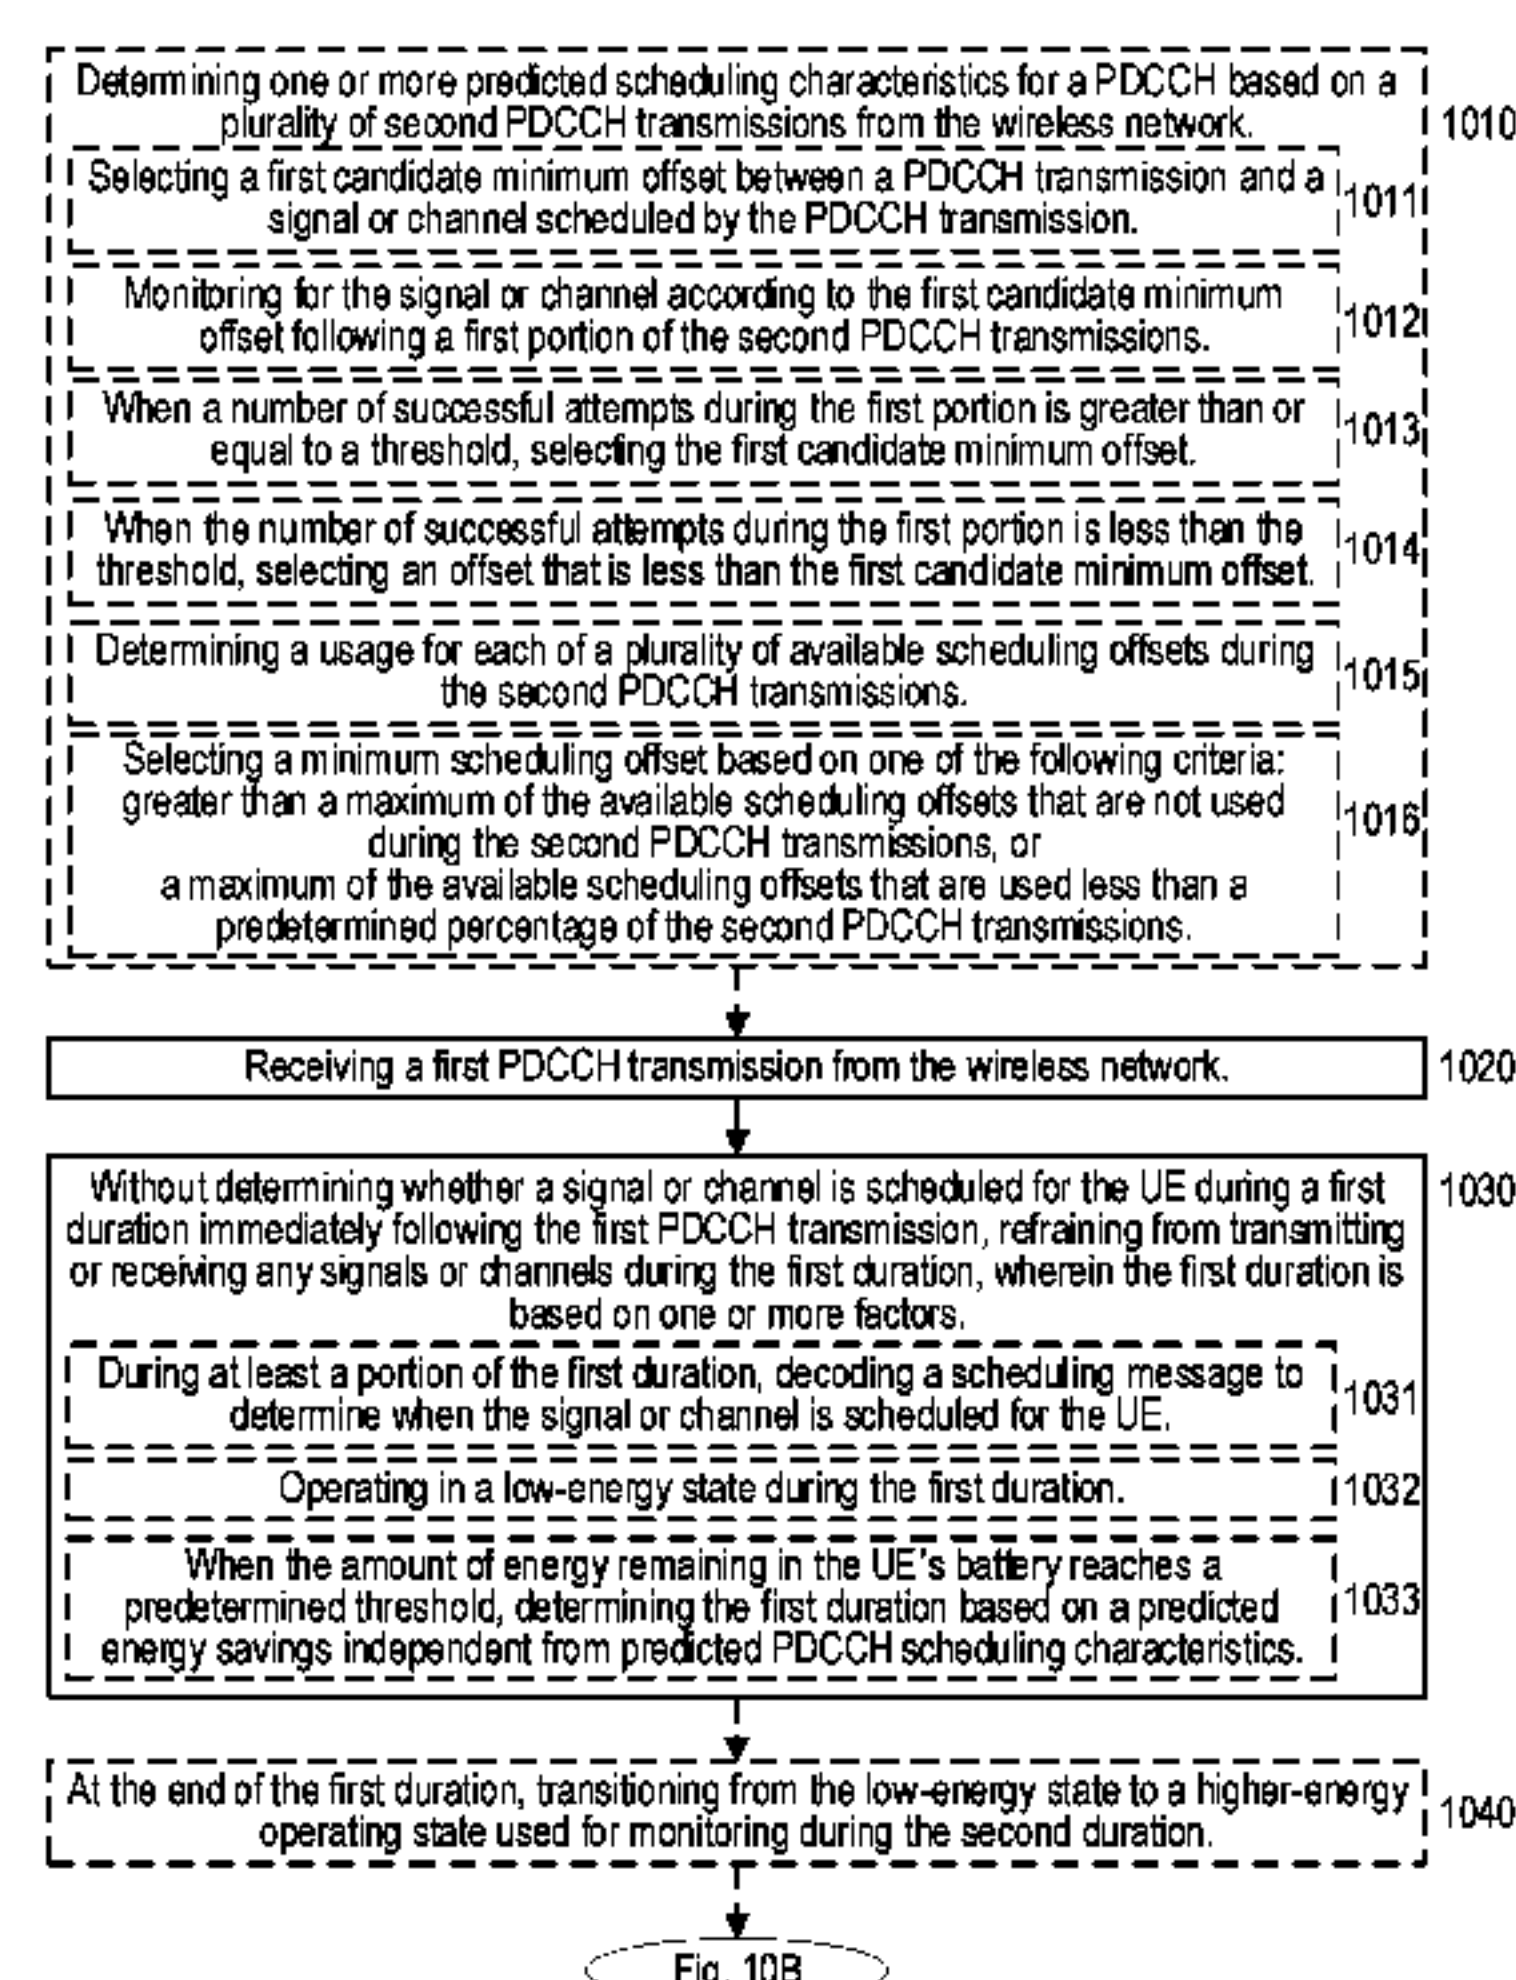 Determining one or more predicted scheduling characteristics for a PDCCH based on a
plurality of second PDCCH transmissions from the wireless network.
1010
Selecting a first candidate minimum offset between a PDCCH transmission and a
signal or channel scheduled by the PDCCH transmission.
1011
Monitoring for the signal or channel according to the first candidate minimum
offset following a first portion of the second PDCCH transmissions.
1012
When a number of successful attempts during the first portion is greater than or
equal to a threshold, selecting the first candidate minimum offset.
1013
When the number of successful attempts during the first portion is less than the
threshold, selecting an offset that is less than the first candidate minimum offset.
1014
Determining a usage for each of a plurality of available scheduling offsets during
the second PDCCH transmissions.
1015
Selecting a minimum scheduling offset based on one of the following criteria:
greater than a maximum of the available scheduling offsets that are not used
during the second PDCCH transmissions, or
a maximum of the available scheduling offsets that are used less than a
predetermined percentage of the second PDCCH transmissions.
1016
Receiving a first PDCCH transmission from the wireless network.
1020
Without determining whether a signal or channel is scheduled for the UE during a first
duration immediately following the first PDCCH transmission, refraining from transmitting
or receiving any signals or channels during the first duration, wherein the first duration is
based on one or more factors.
1030
During at least a portion of the first duration, decoding a scheduling message to
determine when the signal or channel is scheduled for the UE.
1031
Operating in a low-energy state during the first duration.
1032
When the amount of energy remaining in the UE's battery reaches a
predetermined threshold, determining the first duration based on a predicted
energy savings independent from predicted PDCCH scheduling characteristics.
1033
At the end of the first duration, transitioning from the low-energy state to a higher-energy
operating state used for monitoring during the second duration.
1040
Fig. 10B